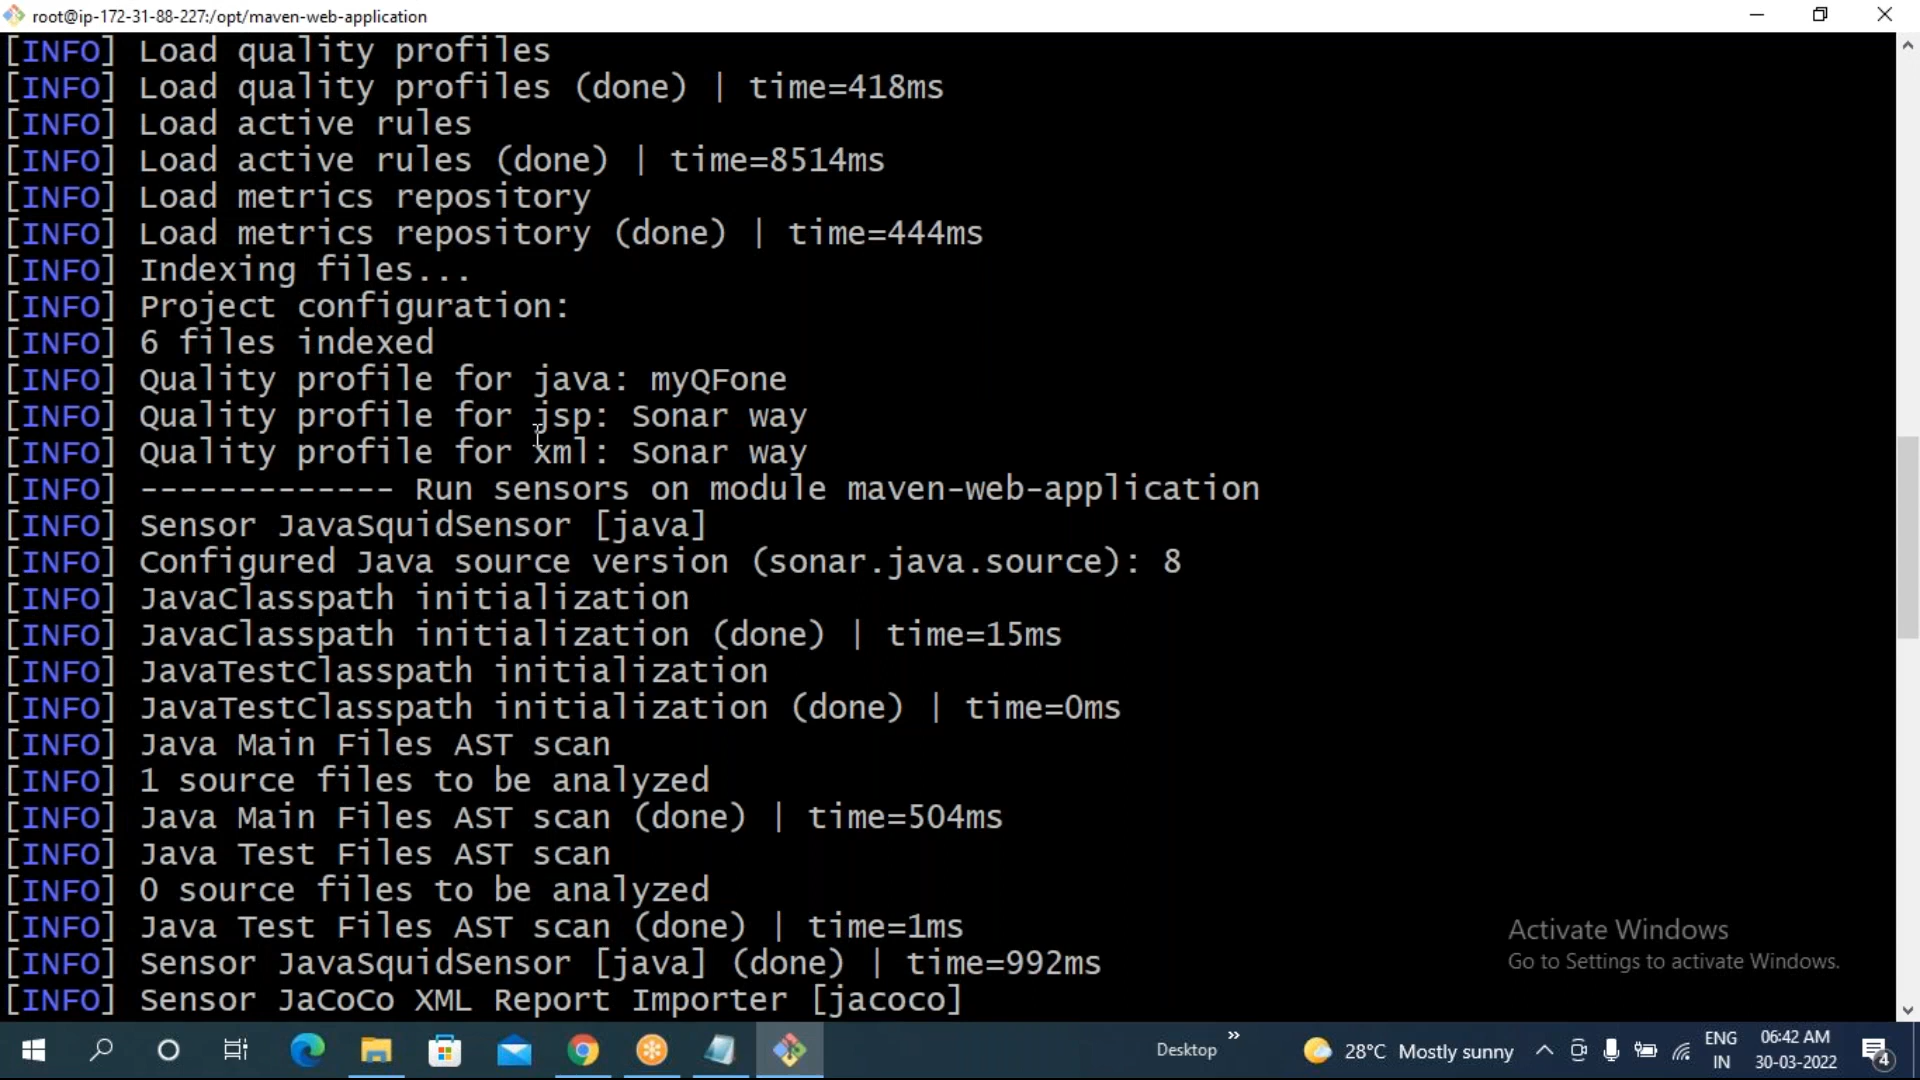 root@ip-172-31-88-227:/opt/maven-web-application
[INFO] Load quality profiles
[INFO] Load quality profiles (done) | time=418ms
[INFO] Load active rules
[INFO] Load active rules (done) | time=8514ms
[INFO] Load metrics repository
[INFO] Load metrics repository (done) | time=444ms
[INFO] Indexing files...
[INFO] Project configuration:
[INFO] 6 files indexed
[INFO] Quality profile for java: myQFone
[INFO] Quality profile for jsp: Sonar way
[INFO] Quality profile for xml: Sonar way
[INFO] ------------- Run sensors on module maven-web-application
[INFO] Sensor JavaSquidSensor [java]
[INFO] Configured Java source version (sonar.java.source): 8
[INFO] JavaClasspath initialization
[INFO] JavaClasspath initialization (done) | time=15ms
[INFO] JavaTestClasspath initialization
[INFO] JavaTestClasspath initialization (done) | time=0ms
[INFO] Java Main Files AST scan
[INFO] 1 source files to be analyzed
[INFO] Java Main Files AST scan (done) | time=504ms
[INFO] Java Test Files AST scan
[INFO] 0 source files to be analyzed
[INFO] Java Test Files AST scan (done) | time=1ms
[INFO] Sensor JavaSquidSensor [java] (done) | time=992ms
[INFO] Sensor JaCoCo XML Report Importer [jacoco]
Activate Windows
Go to Settings to activate Windows.
Desktop
28°C Mostly sunny
ENG
IN
06:42 AM
30-03-2022
4